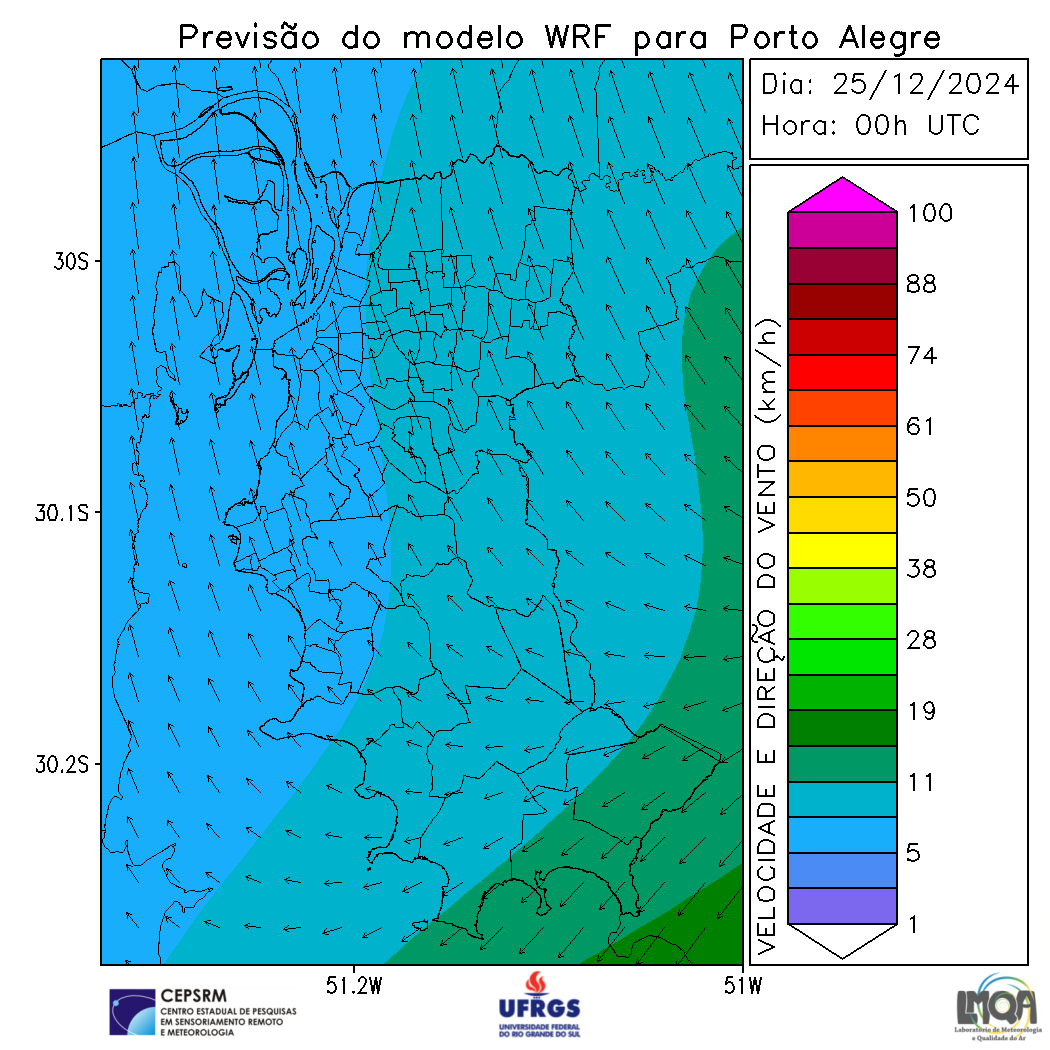 Previsão do modelo WRF para Porto Alegre
Dia: 25/12/2024
Hora: 00h UTC
30S
30.1S
30.2S
51.2W
51W
VELOCIDADE E DIREÇÃO DO VENTO (km/h)
100
88
74
61
50
38
28
19
11
5
1
CEPSRM
CENTRO ESTADUAL DE PESQUISAS
EM SENSORIAMENTO REMOTO
E METEOROLOGIA
UFRGS
UNIVERSIDADE FEDERAL
DO RIO GRANDE DO SUL
LMQA
Laboratório de Meteorologia
e Qualidade do Ar